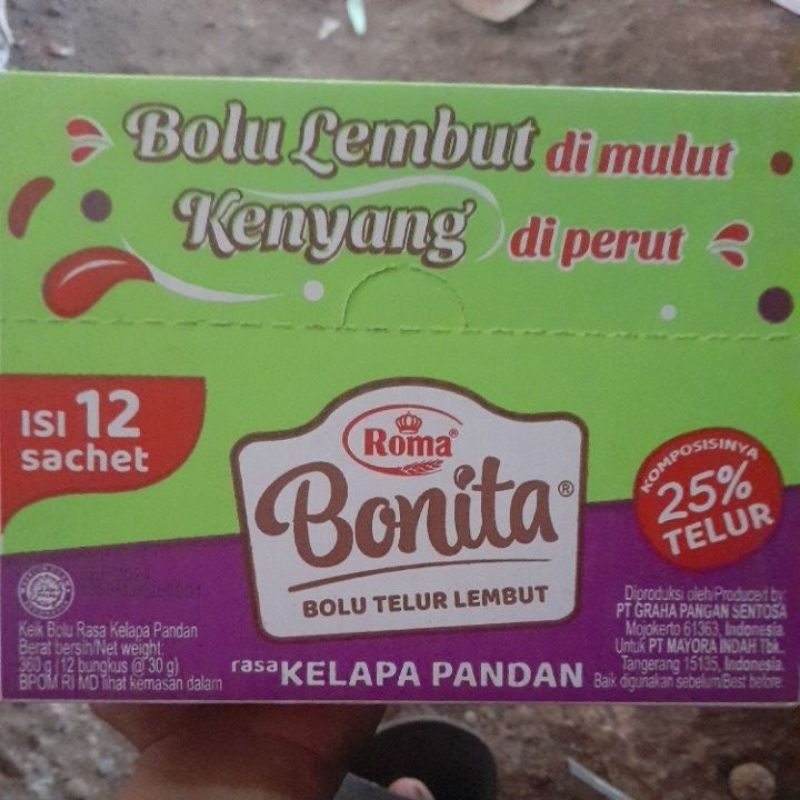 Bolu Lembut di mulut
Kenyang di perut
ISI 12
sachet
Roma®
Bonita®
BOLU TELUR LEMBUT
KOMPOSISINYA
25%
TELUR
Keik Bolu Rasa Kelapa Pandan
Berat bersih/Net weight:
360 g (12 bungkus @ 30 g)
BPOM RI MD lihat kemasan dalam
rasa KELAPA PANDAN
Diproduksi oleh/Produced by:
PT GRAHA PANGAN SENTOSA
Mojokerto 61363, Indonesia.
Untuk PT MAYORA INDAH Tbk.
Tangerang 15135, Indonesia.
Baik digunakan sebelum/Best before: